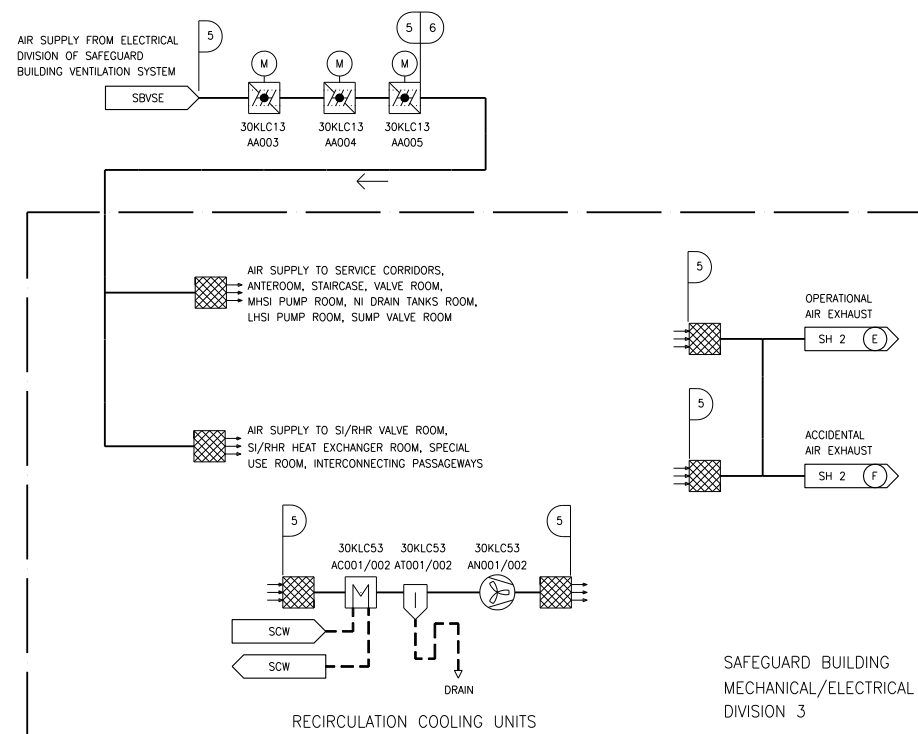 AIR SUPPLY FROM ELECTRICAL
DIVISION OF SAFEGUARD
BUILDING VENTILATION SYSTEM
5
5 6
M
M
M
SBVSE
30KLC13
AA003
30KLC13
AA004
30KLC13
AA005
AIR SUPPLY TO SERVICE CORRIDORS,
ANTEROOM, STAIRCASE, VALVE ROOM,
MHSI PUMP ROOM, NI DRAIN TANKS ROOM,
LHSI PUMP ROOM, SUMP VALVE ROOM
5
OPERATIONAL
AIR EXHAUST
SH 2 E
5
AIR SUPPLY TO SI/RHR VALVE ROOM,
SI/RHR HEAT EXCHANGER ROOM, SPECIAL
USE ROOM, INTERCONNECTING PASSAGEWAYS
ACCIDENTAL
AIR EXHAUST
SH 2 F
5
30KLC53
AC001/002
30KLC53
AT001/002
30KLC53
AN001/002
5
SCW
SCW
DRAIN
RECIRCULATION COOLING UNITS
SAFEGUARD BUILDING
MECHANICAL/ELECTRICAL
DIVISION 3